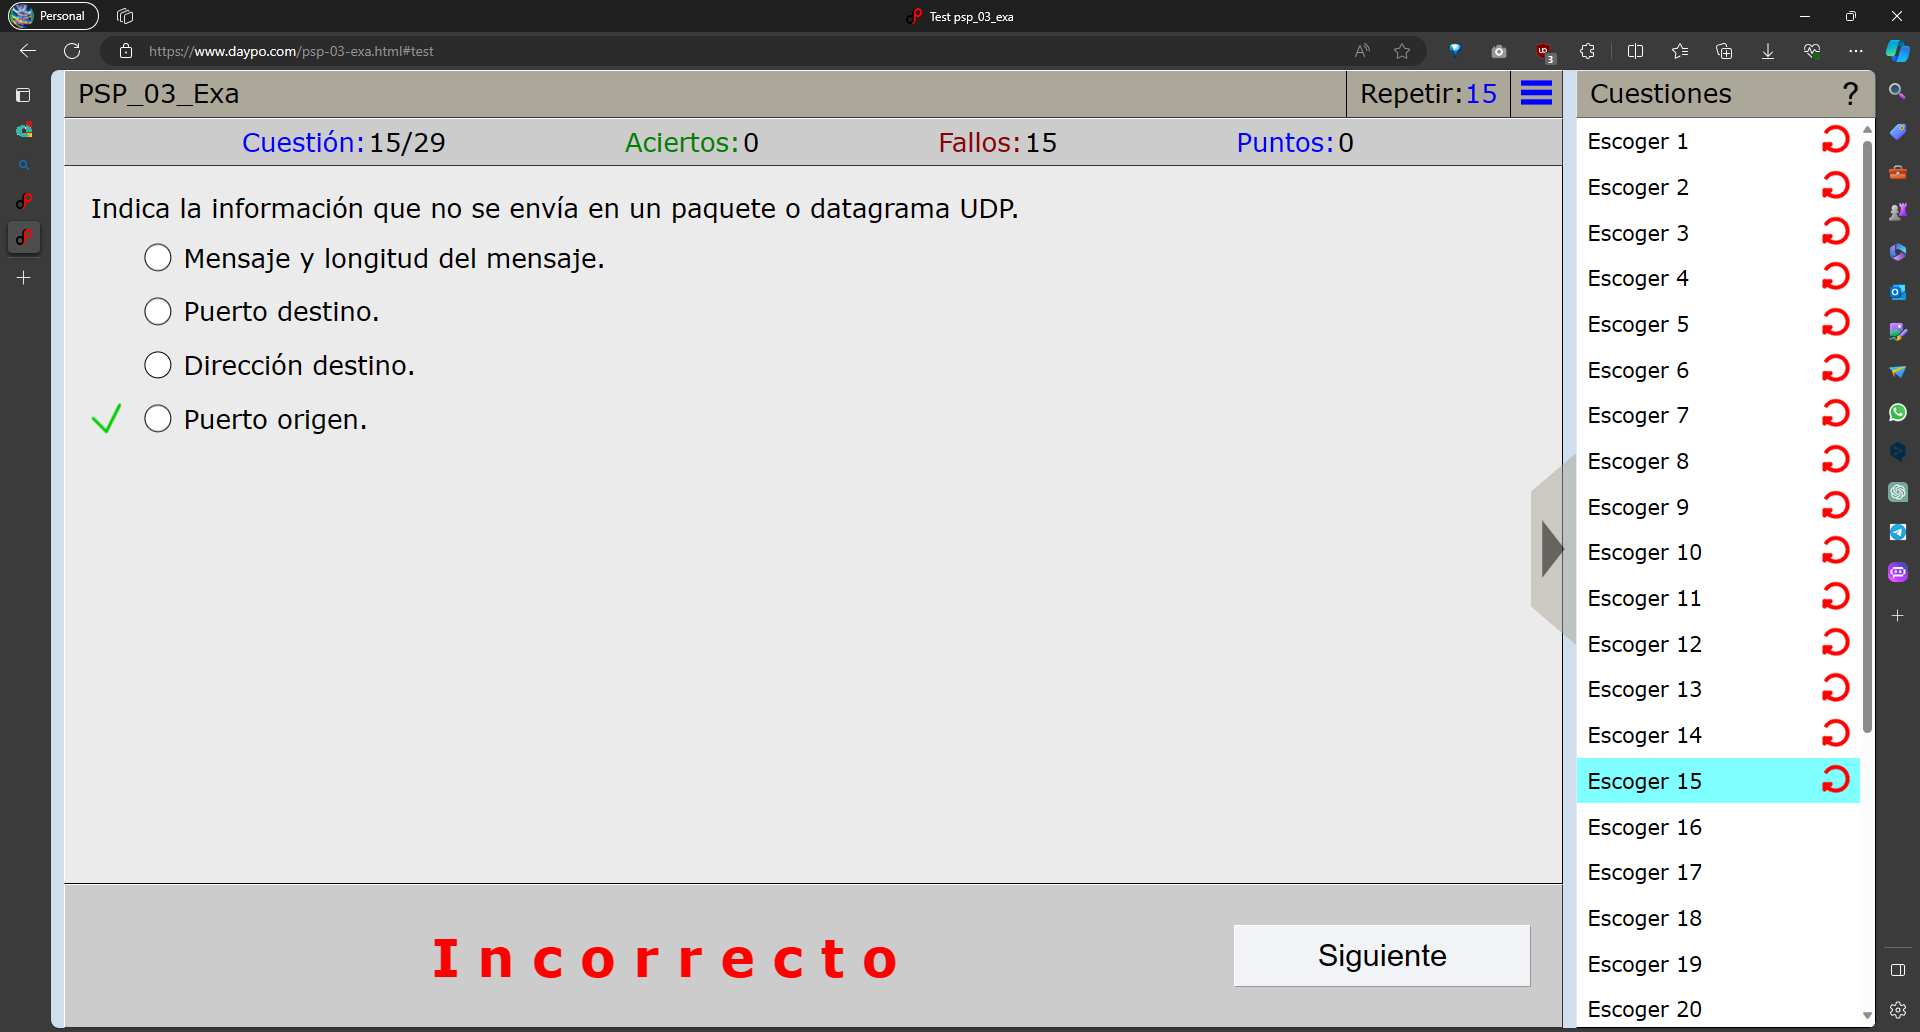 Personal
Test psp_03_exa
https://www.daypo.com/psp-03-exa.html#test
3
PSP_03_Exa
Repetir:15
Cuestión:15/29
Aciertos:0
Fallos:15
Puntos:0
Indica la información que no se envía en un paquete o datagrama UDP.
Mensaje y longitud del mensaje.
Puerto destino.
Dirección destino.
Puerto origen.
Incorrecto
Siguiente
Cuestiones ?
Escoger 1
Escoger 2
Escoger 3
Escoger 4
Escoger 5
Escoger 6
Escoger 7
Escoger 8
Escoger 9
Escoger 10
Escoger 11
Escoger 12
Escoger 13
Escoger 14
Escoger 15
Escoger 16
Escoger 17
Escoger 18
Escoger 19
Escoger 20